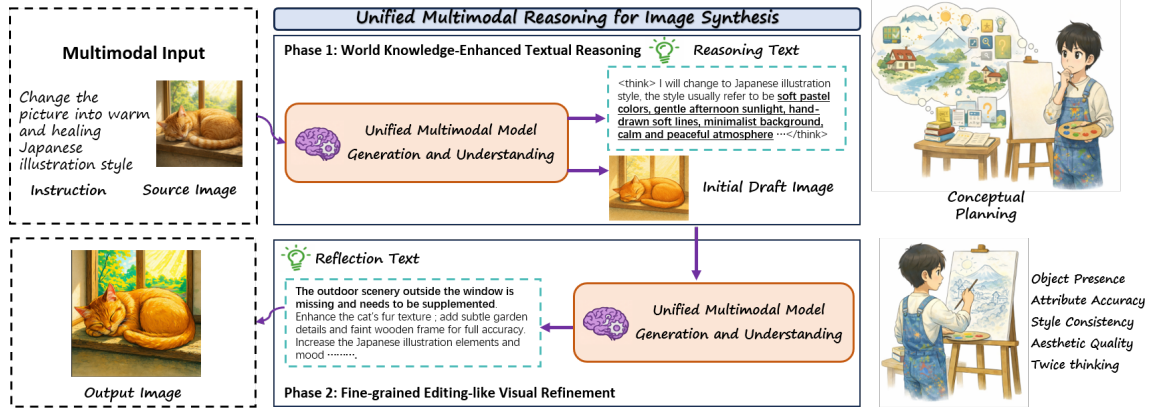 Unified Multimodal Reasoning for Image Synthesis
Multimodal Input
Change the
picture into warm
and healing
Japanese
illustration style
Instruction
Source Image
Phase 1: World Knowledge-Enhanced Textual Reasoning
Reasoning Text
<think> I will change to Japanese illustration
style, the style usually refer to be soft pastel
colors, gentle afternoon sunlight, hand-
drawn soft lines, minimalist background,
calm and peaceful atmosphere ···</think>
Unified Multimodal Model
Generation and Understanding
Initial Draft Image
Conceptual
Planning
Output Image
Reflection Text
The outdoor scenery outside the window is
missing and needs to be supplemented.
Enhance the cat's fur texture ; add subtle garden
details and faint wooden frame for full accuracy.
Increase the Japanese illustration elements and
mood ·········.
Unified Multimodal Model
Generation and Understanding
Phase 2: Fine-grained Editing-like Visual Refinement
Object Presence
Attribute Accuracy
Style Consistency
Aesthetic Quality
Twice thinking